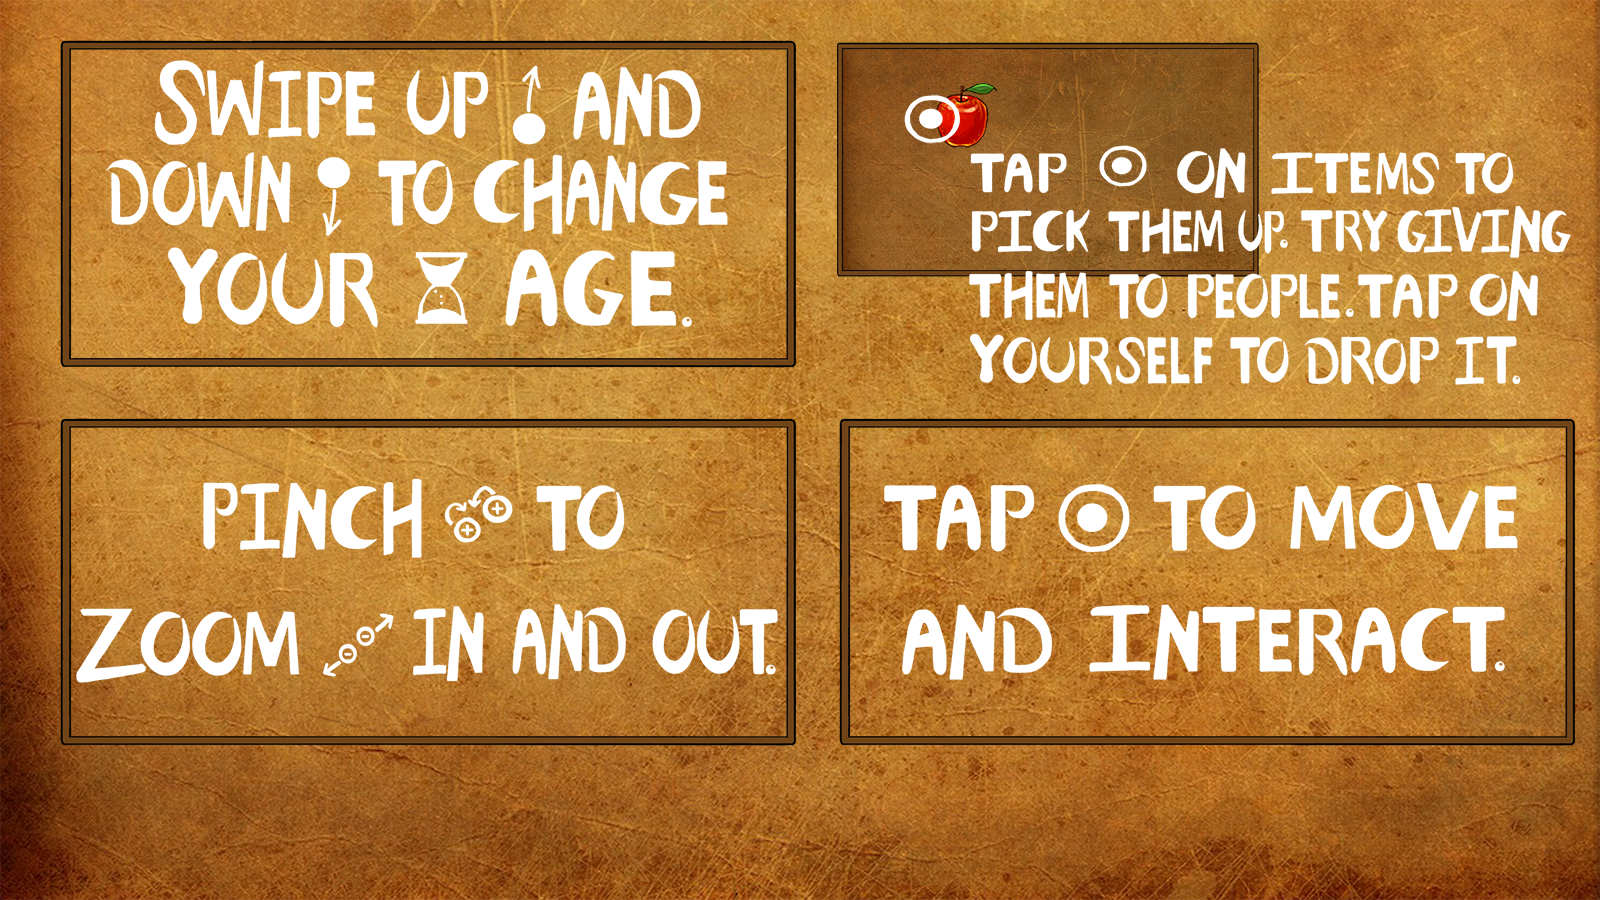 SWIPE UP AND
DOWN TO CHANGE
YOUR AGE.
TAP ON ITEMS TO
PICK THEM UP. TRY GIVING
THEM TO PEOPLE. TAP ON
YOURSELF TO DROP IT.
PINCH TO
ZOOM IN AND OUT.
TAP TO MOVE
AND INTERACT.